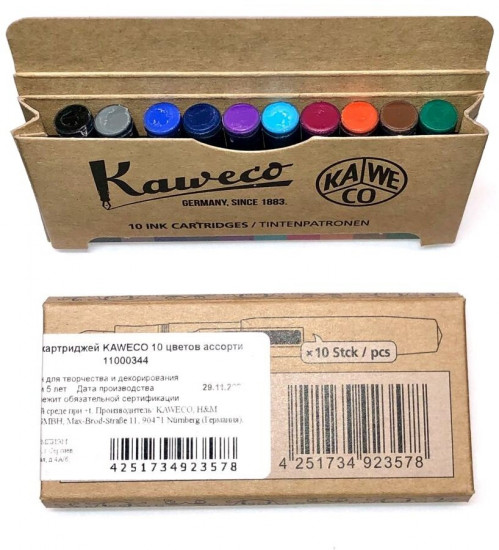 Kaweco
GERMANY, SINCE 1883.
KA WE
CO
10 INK CARTRIDGES / TINTENPATRONEN
картриджей KAWECO 10 цветов ассорти
11000344
для творчества и декорирования
5 лет Дата производства 29.11.
ежит обязательной сертификации
й среде при +t. Производитель: KAWECO, H&M
GMBH, Max-Brod-Straße 11, 90471 Nürnberg (Германия)
4251734923578
×10 Stck / pcs
4 251734 923578